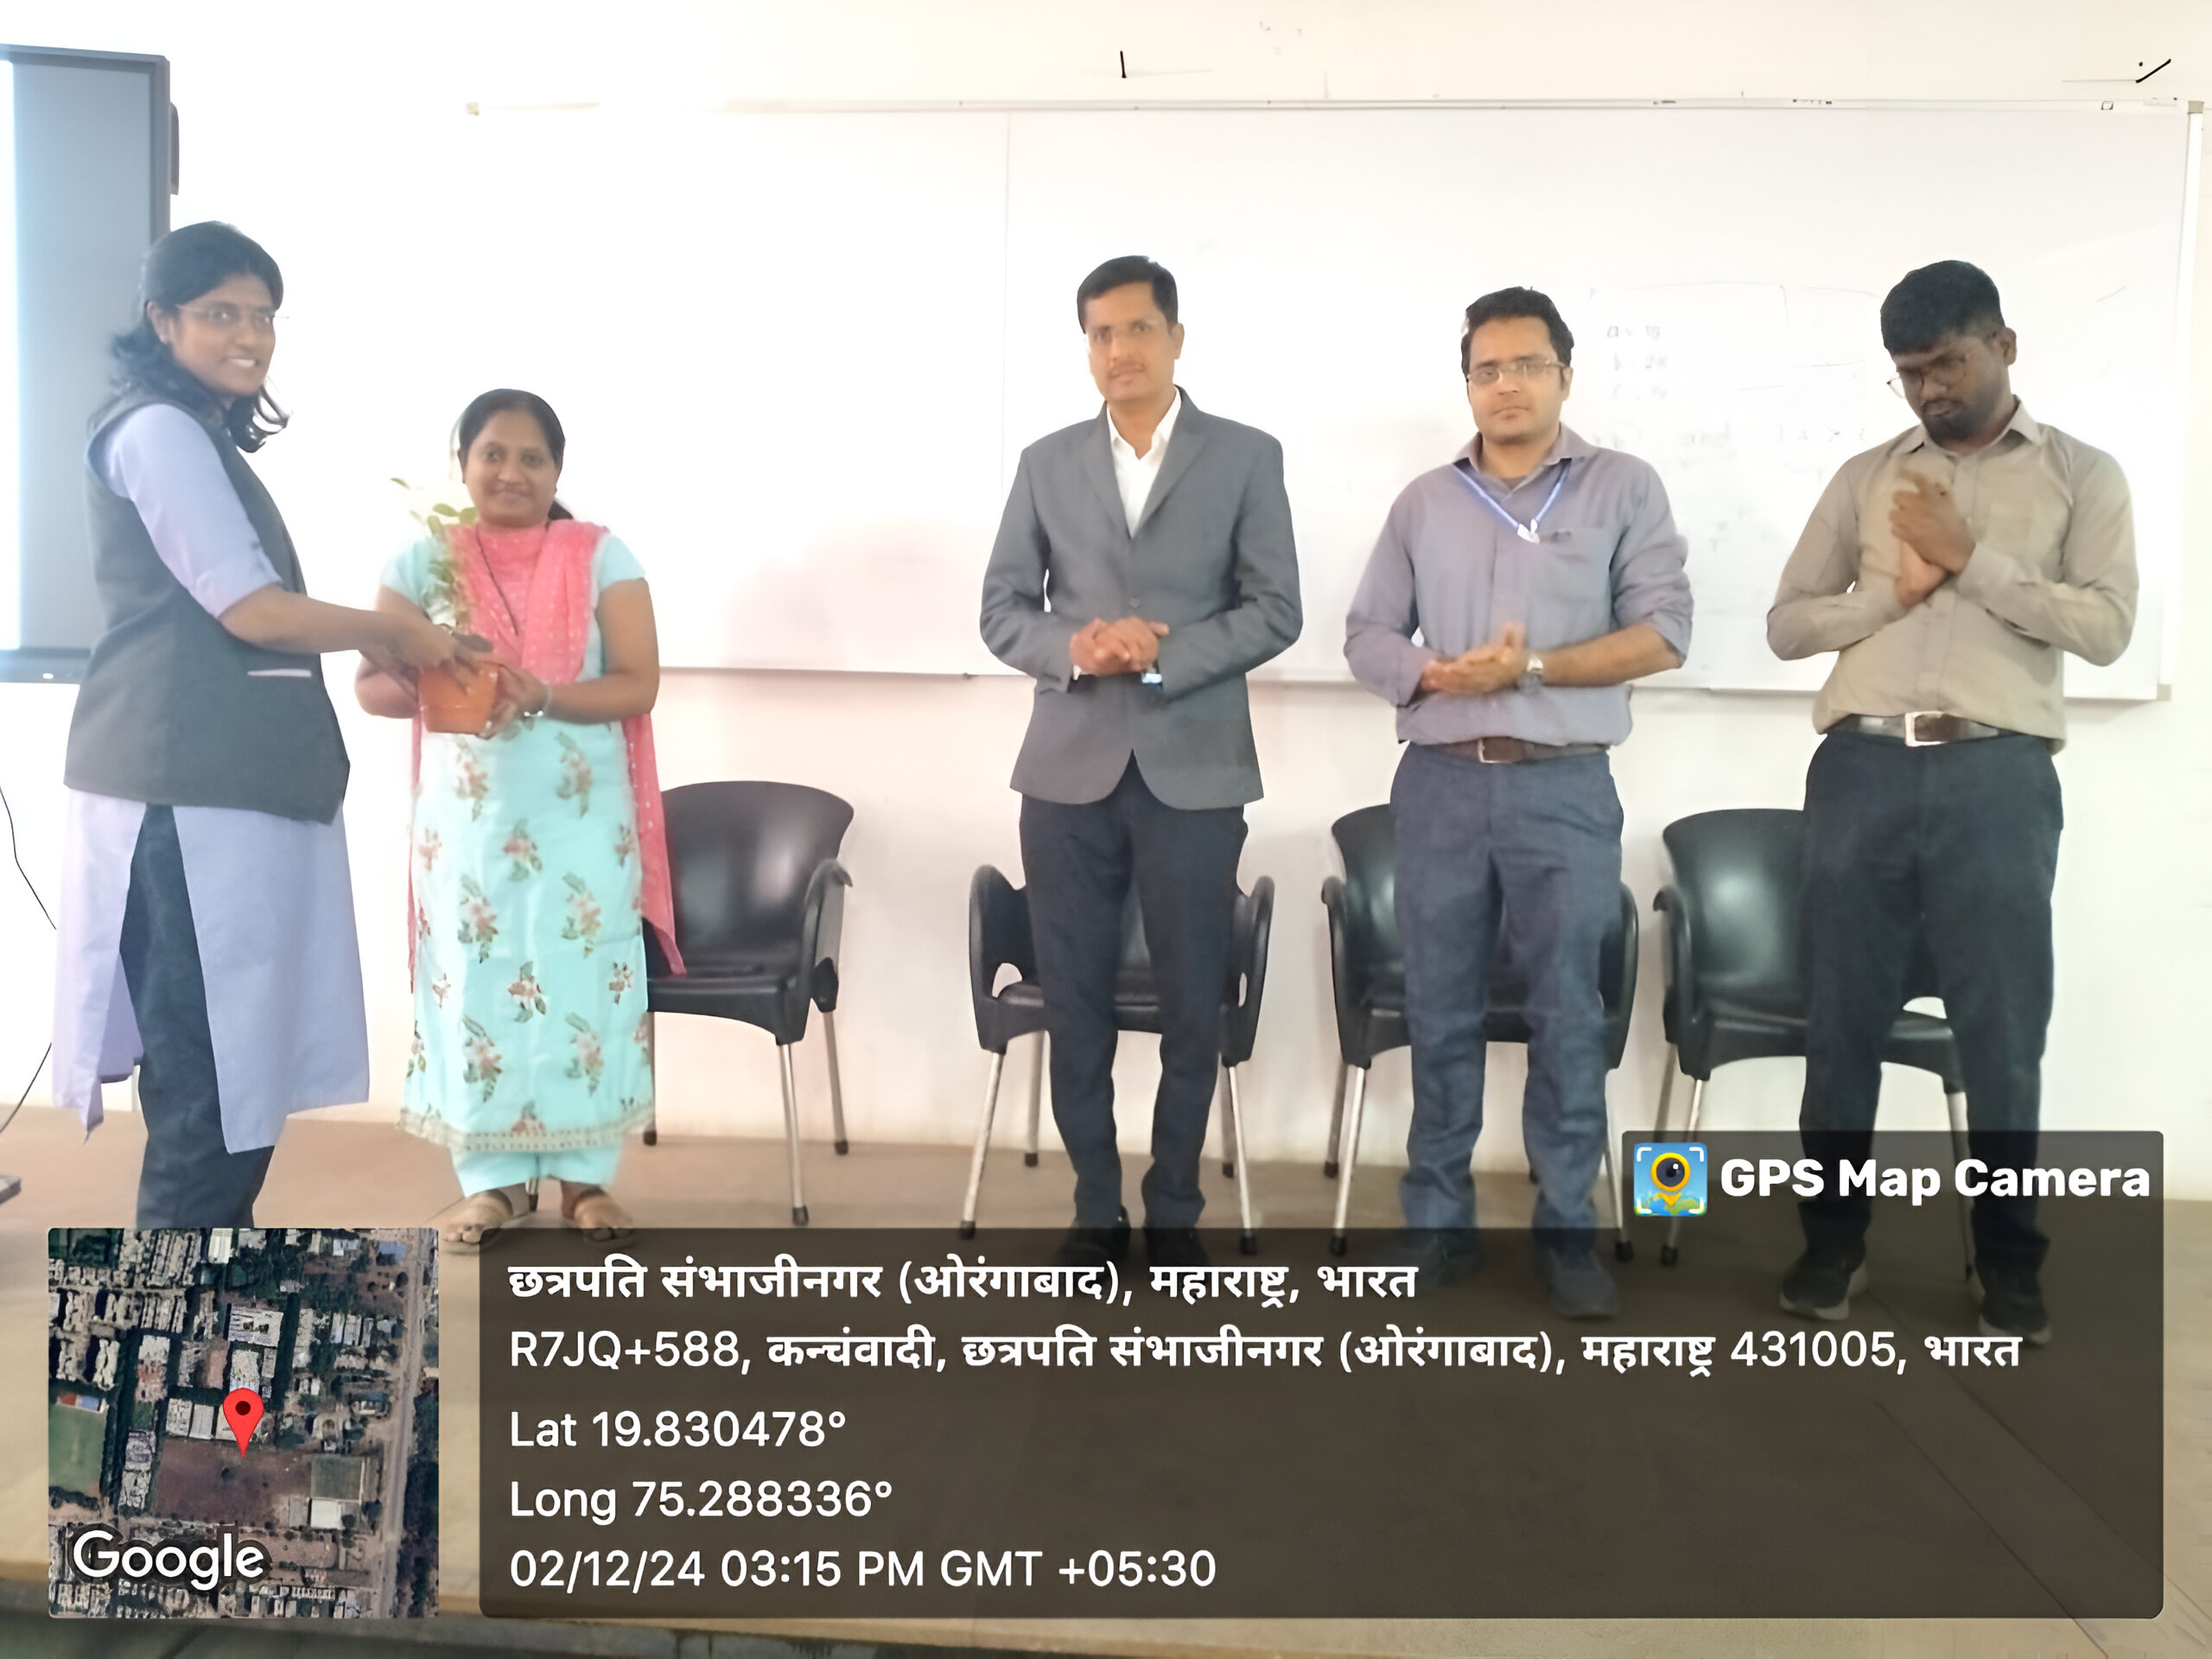 GPS Map Camera
छत्रपति संभाजीनगर (ओरंगाबाद), महाराष्ट्र, भारत
R7JQ+588, कन्चंवादी, छत्रपति संभाजीनगर (ओरंगाबाद), महाराष्ट्र 431005, भारत
Lat 19.830478°
Long 75.288336°
02/12/24 03:15 PM GMT +05:30
Google